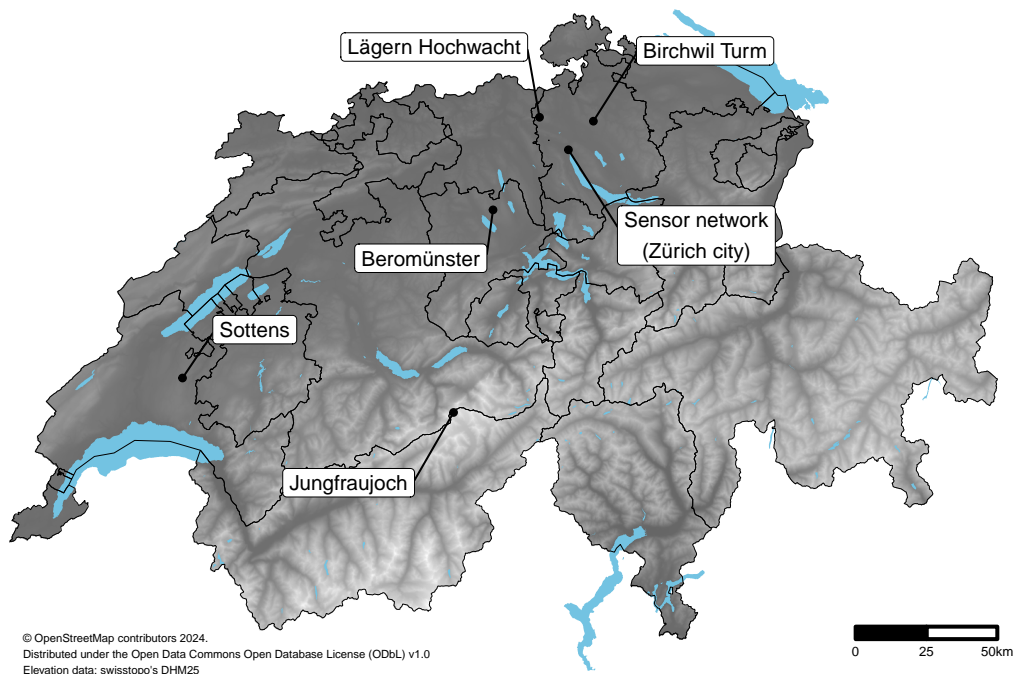 Lägern Hochwacht
Birchwil Turm
Sensor network
(Zürich city)
Beromünster
Sottens
Jungfraujoch
© OpenStreetMap contributors 2024.
Distributed under the Open Data Commons Open Database License (ODbL) v1.0
Elevation data: swisstopo's DHM25
0 25 50km